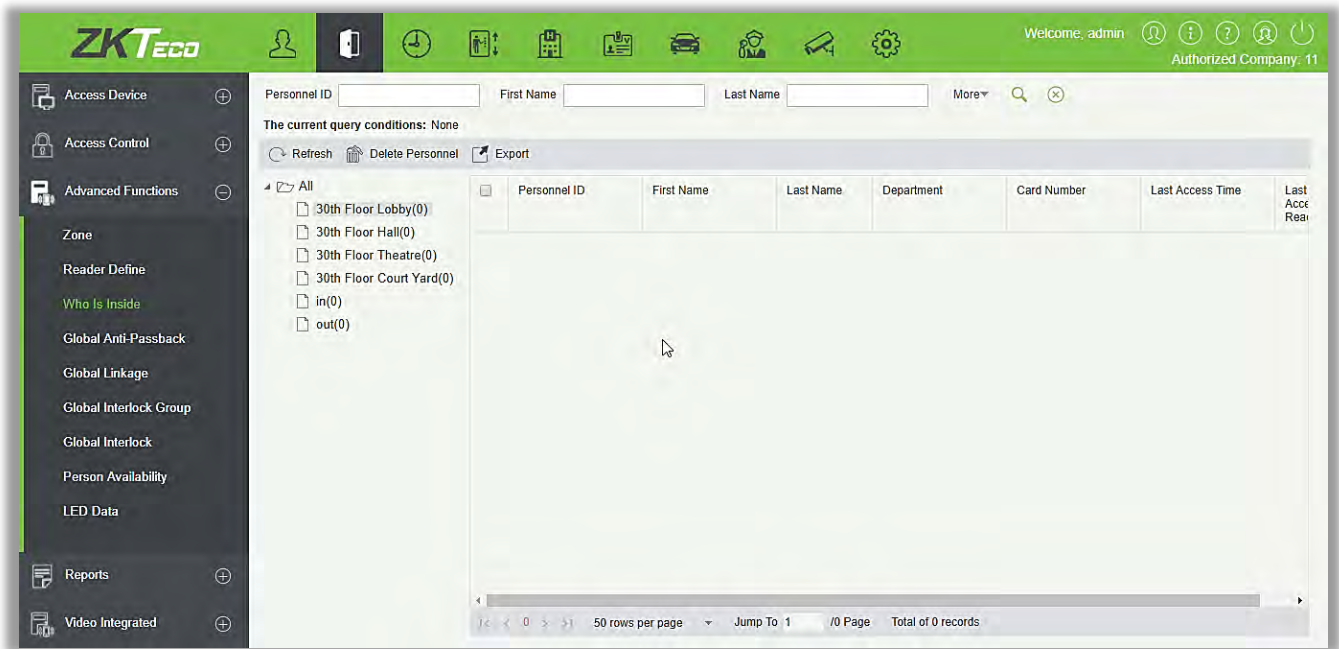 ZKTeco
Welcome, admin
Authorized Company: 11
Access Device
Access Control
Advanced Functions
Zone
Reader Define
Who Is Inside
Global Anti-Passback
Global Linkage
Global Interlock Group
Global Interlock
Person Availability
LED Data
Reports
Video Integrated
Personnel ID First Name Last Name More
The current query conditions: None
Refresh Delete Personnel Export
All
30th Floor Lobby(0)
30th Floor Hall(0)
30th Floor Theatre(0)
30th Floor Court Yard(0)
in(0)
out(0)
Personnel ID First Name Last Name Department Card Number Last Access Time Last
Acce
Read
0 50 rows per page Jump To 1 /0 Page Total of 0 records